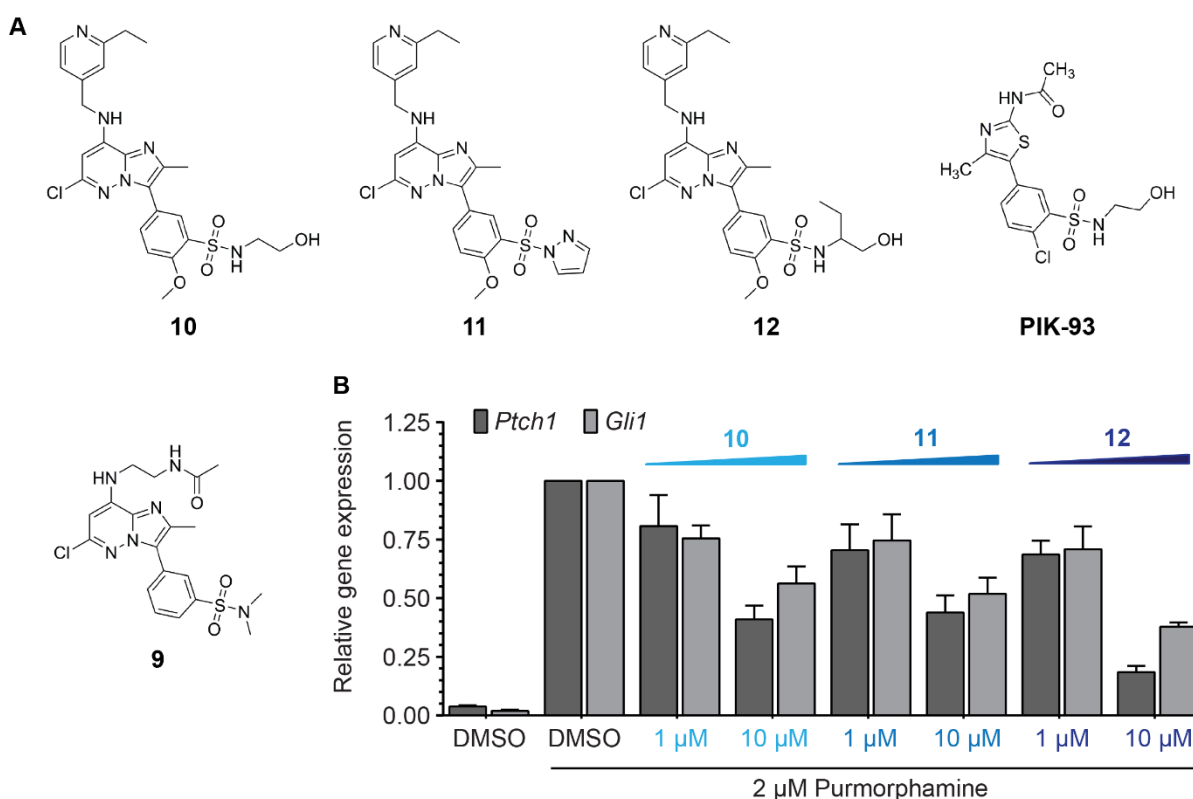 A
N
N
N
NH
NH
NH
N
N
N
N
N
N
N
N
N
Cl
Cl
Cl
O
S
O
N
H
OH
O
O
S
O
N
N
O
O
S
O
N
H
OH
O
CH3
HN
O
N
S
H3C
O
S
O
N
H
OH
Cl
10
11
12
PIK-93
H
N
NH
O
N
N
N
Cl
O
S
O
N
9
B
Ptch1 Gli1
10 11 12
Relative gene expression
1.25
1.00
0.75
0.50
0.25
0.00
DMSO DMSO 1 µM 10 µM 1 µM 10 µM 1 µM 10 µM
2 µM Purmorphamine